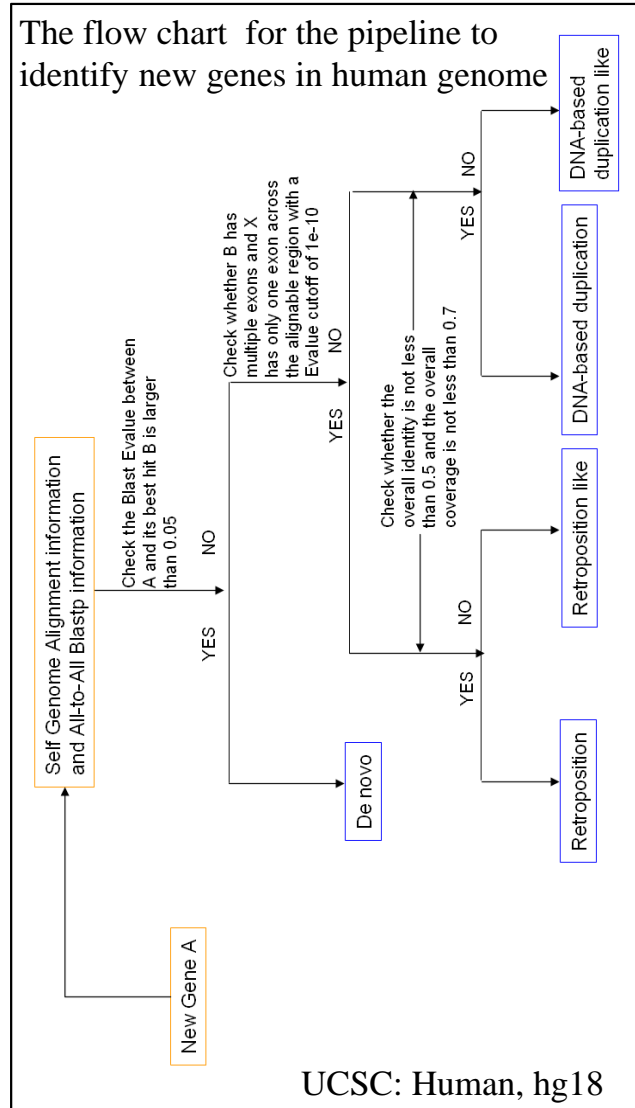 The flow chart  for the pipeline to
identify new genes in human genome
New Gene A
Self Genome Alignment information
and All-to-All Blastp information
Check the Blast Evalue between
A and its best hit B is larger
than 0.05
YES
NO
De novo
Check whether B has
multiple exons and X
has only one exon across
the alignable region with a
Evalue cutoff of 1e-10
YES
NO
Check whether the
overall identity is not less
than 0.5 and the overall
coverage is not less than 0.7
YES
NO
YES
NO
Retroposition
Retroposition like
DNA-based duplication
DNA-based
duplication like
UCSC: Human, hg18